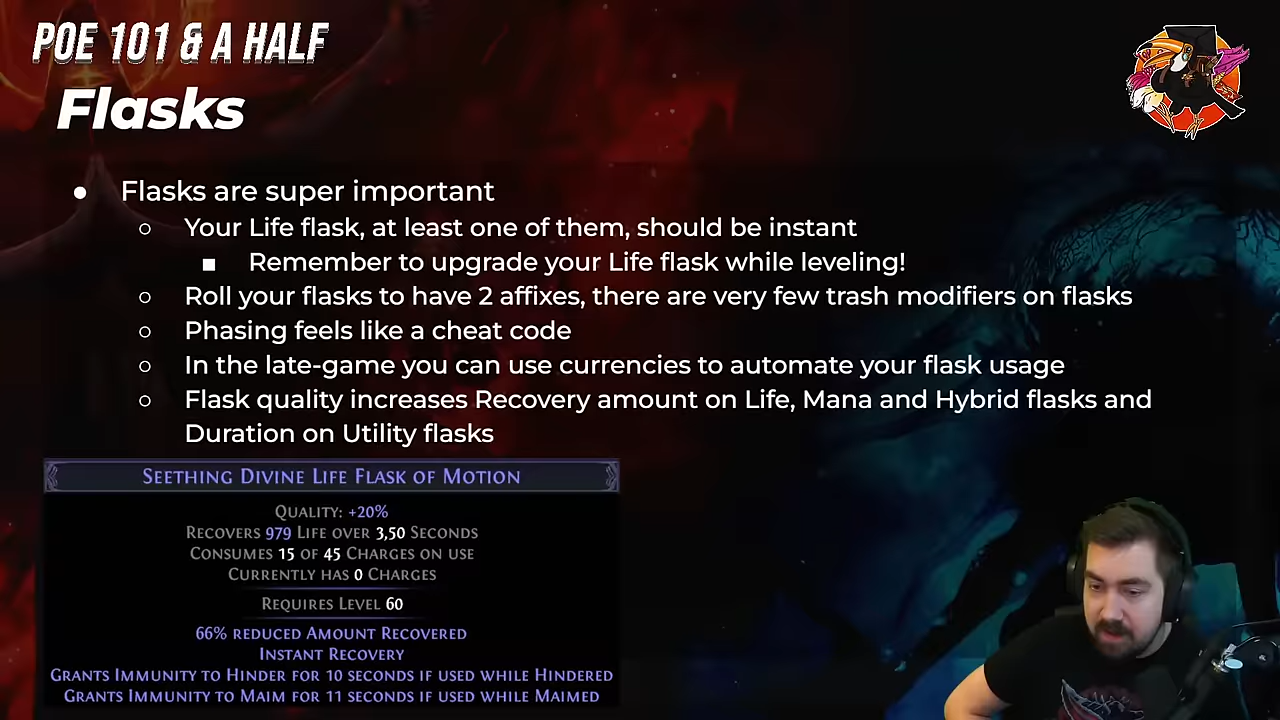 POE 101 & A HALF
Flasks
● Flasks are super important
○ Your Life flask, at least one of them, should be instant
■ Remember to upgrade your Life flask while leveling!
○ Roll your flasks to have 2 affixes, there are very few trash modifiers on flasks
○ Phasing feels like a cheat code
○ In the late-game you can use currencies to automate your flask usage
○ Flask quality increases Recovery amount on Life, Mana and Hybrid flasks and
Duration on Utility flasks
Seething Divine Life Flask of Motion
Quality: +20%
Recovers 979 Life over 3,50 Seconds
Consumes 15 of 45 Charges on use
Currently has 0 Charges
Requires Level 60
66% reduced Amount Recovered
Instant Recovery
Grants Immunity to Hinder for 10 seconds if used while Hindered
Grants Immunity to Maim for 11 seconds if used while Maimed